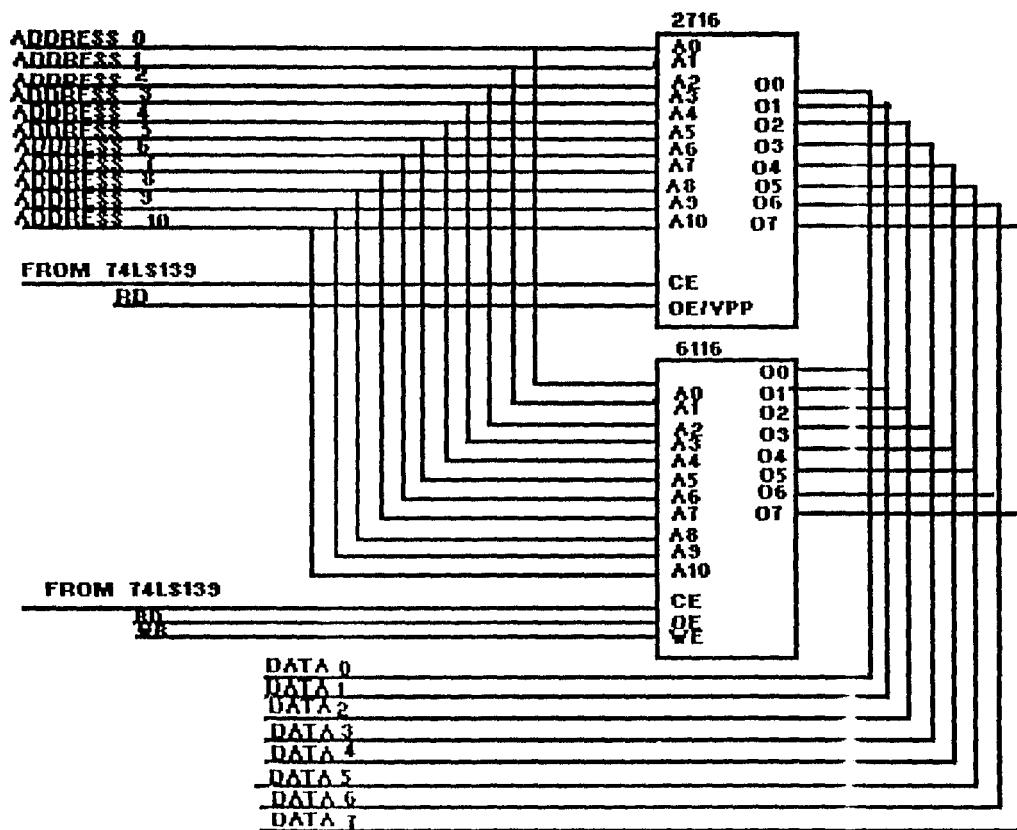 2716
ADDRESS 0
ADDRESS 1
ADDRESS 2
ADDRESS 3
ADDRESS 4
ADDRESS 5
ADDRESS 6
ADDRESS 7
ADDRESS 8
ADDRESS 9
ADDRESS 10
A0
A1
A2
A3
A4
A5
A6
A7
A8
A9
A10
O0
O1
O2
O3
O4
O5
O6
O7
FROM 74LS139
RD
CE
OE/VPP
6116
A0
A1
A2
A3
A4
A5
A6
A7
A8
A9
A10
O0
O1
O2
O3
O4
O5
O6
O7
FROM 74LS139
RD
WR
CE
OE
WE
DATA 0
DATA 1
DATA 2
DATA 3
DATA 4
DATA 5
DATA 6
DATA 7